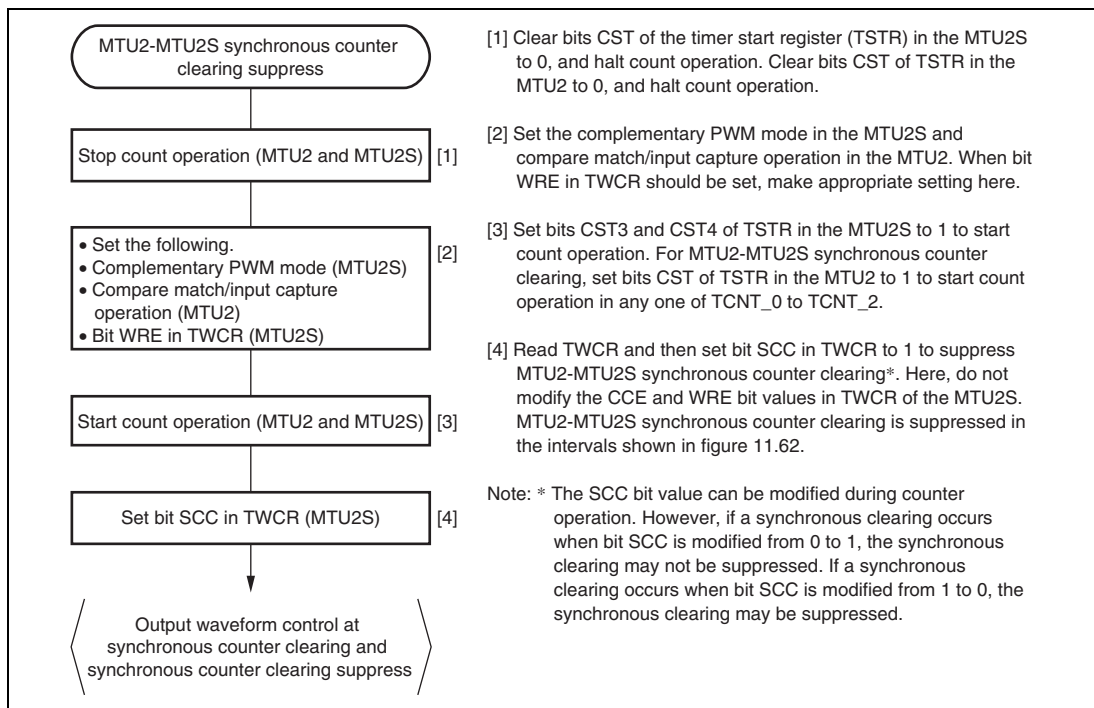 MTU2-MTU2S synchronous counter
clearing suppress
Stop count operation (MTU2 and MTU2S)
[1]
• Set the following.
• Complementary PWM mode (MTU2S)
• Compare match/input capture
operation (MTU2)
• Bit WRE in TWCR (MTU2S)
[2]
Start count operation (MTU2 and MTU2S)
[3]
Set bit SCC in TWCR (MTU2S)
[4]
Output waveform control at
synchronous counter clearing and
synchronous counter clearing suppress
[1] Clear bits CST of the timer start register (TSTR) in the MTU2S
to 0, and halt count operation. Clear bits CST of TSTR in the
MTU2 to 0, and halt count operation.
[2] Set the complementary PWM mode in the MTU2S and
compare match/input capture operation in the MTU2. When bit
WRE in TWCR should be set, make appropriate setting here.
[3] Set bits CST3 and CST4 of TSTR in the MTU2S to 1 to start
count operation. For MTU2-MTU2S synchronous counter
clearing, set bits CST of TSTR in the MTU2 to 1 to start count
operation in any one of TCNT_0 to TCNT_2.
[4] Read TWCR and then set bit SCC in TWCR to 1 to suppress
MTU2-MTU2S synchronous counter clearing*. Here, do not
modify the CCE and WRE bit values in TWCR of the MTU2S.
MTU2-MTU2S synchronous counter clearing is suppressed in
the intervals shown in figure 11.62.
Note: * The SCC bit value can be modified during counter
operation. However, if a synchronous clearing occurs
when bit SCC is modified from 0 to 1, the synchronous
clearing may not be suppressed. If a synchronous
clearing occurs when bit SCC is modified from 1 to 0, the
synchronous clearing may be suppressed.